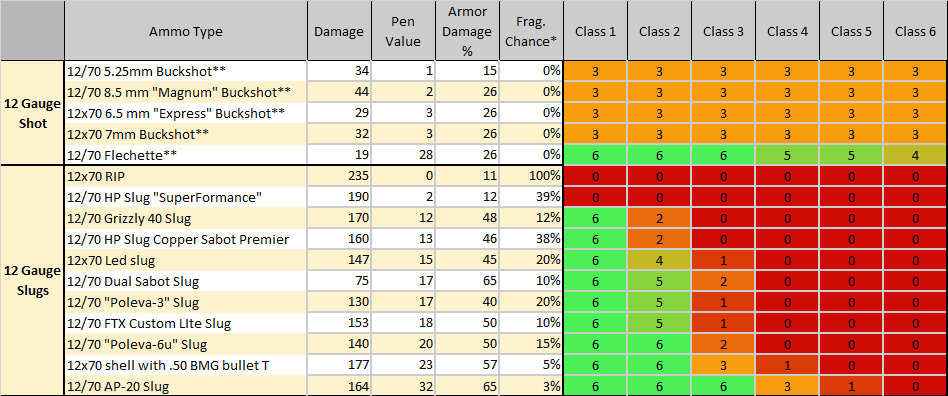 Ammo Type Damage Pen Value Armor Damage % Frag. Chance* Class 1 Class 2 Class 3 Class 4 Class 5 Class 6
12 Gauge Shot
12/70 5.25mm Buckshot** 34 1 15 0% 3 3 3 3 3 3
12/70 8.5 mm "Magnum" Buckshot** 44 2 26 0% 3 3 3 3 3 3
12x70 6.5 mm "Express" Buckshot** 29 3 26 0% 3 3 3 3 3 3
12x70 7mm Buckshot** 32 3 26 0% 3 3 3 3 3 3
12/70 Flechette** 19 28 26 0% 6 6 6 5 5 4
12 Gauge Slugs
12x70 RIP 235 0 11 100% 0 0 0 0 0 0
12/70 HP Slug "SuperFormance" 190 2 12 39% 0 0 0 0 0 0
12/70 Grizzly 40 Slug 170 12 48 12% 6 2 0 0 0 0
12/70 HP Slug Copper Sabot Premier 160 13 46 38% 6 2 0 0 0 0
12x70 Led slug 147 15 45 20% 6 4 1 0 0 0
12/70 Dual Sabot Slug 75 17 65 10% 6 5 2 0 0 0
12/70 "Poleva-3" Slug 130 17 40 20% 6 5 1 0 0 0
12/70 FTX Custom LIte Slug 153 18 50 10% 6 5 1 0 0 0
12/70 "Poleva-6u" Slug 140 20 50 15% 6 6 2 0 0 0
12x70 shell with .50 BMG bullet T 177 23 57 5% 6 6 3 1 0 0
12/70 AP-20 Slug 164 32 65 3% 6 6 6 3 1 0